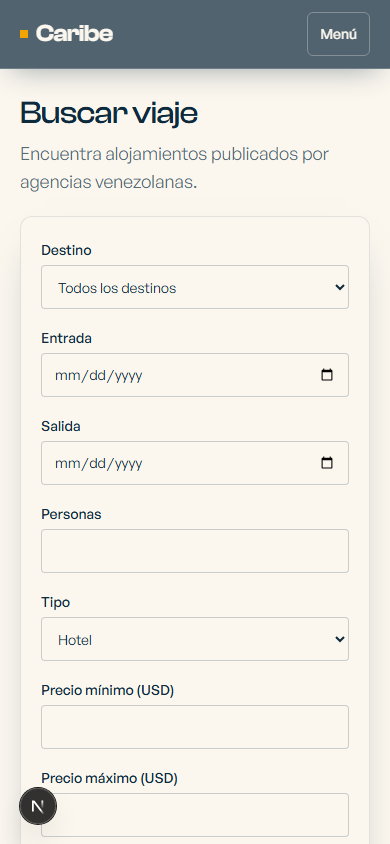 Caribe
Menú
Buscar viaje
Encuentra alojamientos publicados por
agencias venezolanas.
Destino
Todos los destinos
Entrada
mm/dd/yyyy
Salida
mm/dd/yyyy
Personas
Tipo
Hotel
Precio mínimo (USD)
Precio máximo (USD)
N